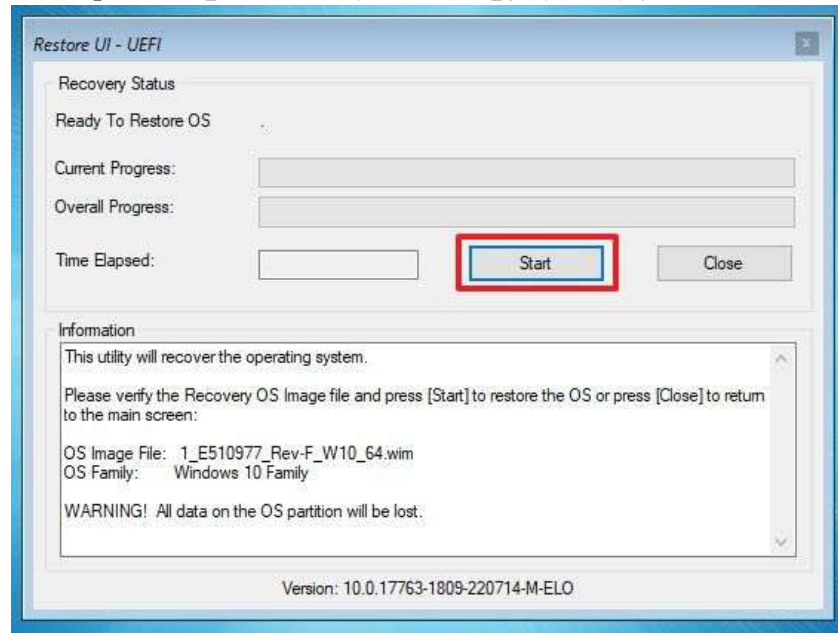 Restore UI - UEFI
x
Recovery Status
Ready To Restore OS .
Current Progress:
Overall Progress:
Time Elapsed:
Start
Close
Information
This utility will recover the operating system.
Please verify the Recovery OS Image file and press [Start] to restore the OS or press [Close] to return
to the main screen:
OS Image File: 1_E510977_Rev-F_W10_64.wim
OS Family: Windows 10 Family
WARNING! All data on the OS partition will be lost.
Version: 10.0.17763-1809-220714-M-ELO